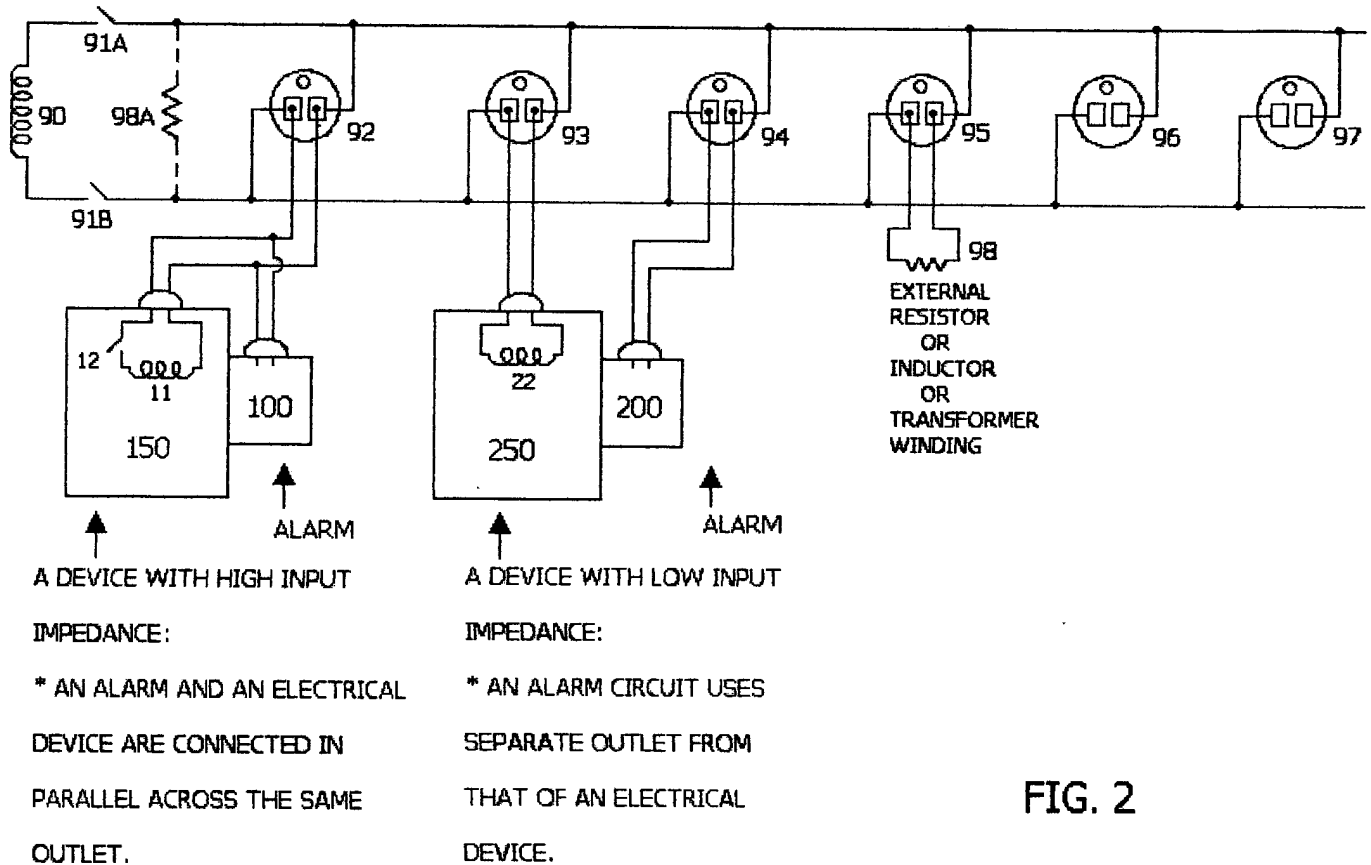 91A
90
98A
92
93
94
95
96
97
91B
98
EXTERNAL
RESISTOR
OR
INDUCTOR
OR
TRANSFORMER
WINDING
12
11
100
150
22
200
250
ALARM
ALARM
A DEVICE WITH HIGH INPUT
IMPEDANCE:
* AN ALARM AND AN ELECTRICAL
DEVICE ARE CONNECTED IN
PARALLEL ACROSS THE SAME
OUTLET.
A DEVICE WITH LOW INPUT
IMPEDANCE:
* AN ALARM CIRCUIT USES
SEPARATE OUTLET FROM
THAT OF AN ELECTRICAL
DEVICE.
FIG. 2